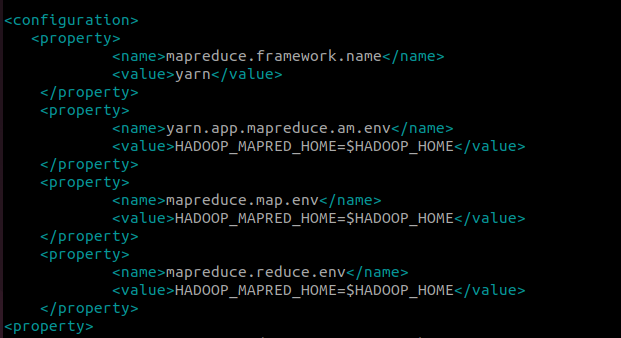 <configuration>
<property>
<name>mapreduce.framework.name</name>
<value>yarn</value>
</property>
<property>
<name>yarn.app.mapreduce.am.env</name>
<value>HADOOP_MAPRED_HOME=$HADOOP_HOME</value>
</property>
<property>
<name>mapreduce.map.env</name>
<value>HADOOP_MAPRED_HOME=$HADOOP_HOME</value>
</property>
<property>
<name>mapreduce.reduce.env</name>
<value>HADOOP_MAPRED_HOME=$HADOOP_HOME</value>
</property>
<property>